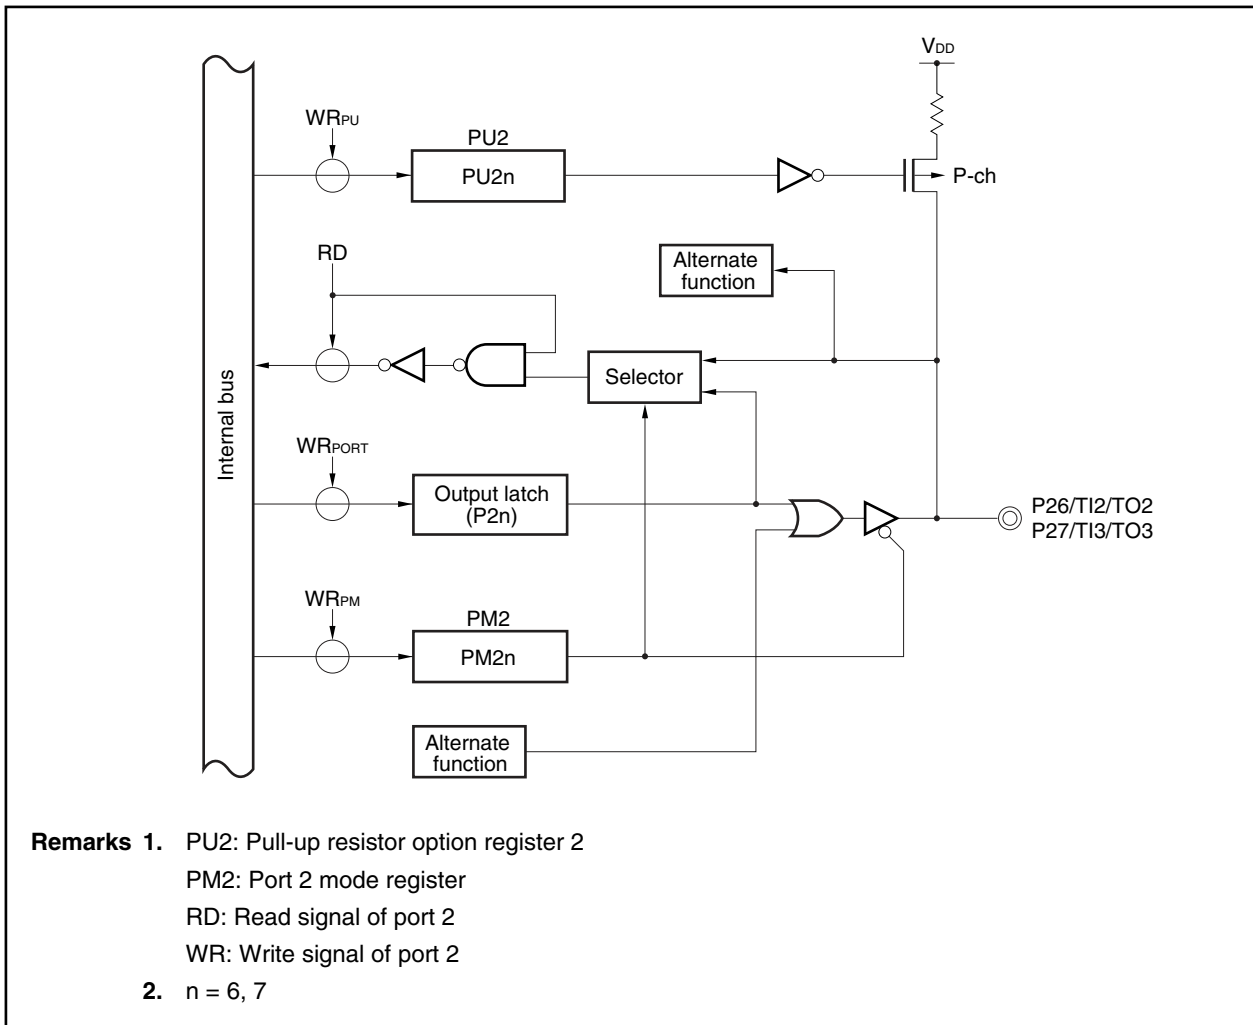 VDD
WRPU
PU2
PU2n
P-ch
RD
Alternate
function
Selector
Internal bus
WRPORT
Output latch
(P2n)
P26/TI2/TO2
P27/TI3/TO3
WRPM
PM2
PM2n
Alternate
function
Remarks 1. PU2: Pull-up resistor option register 2
PM2: Port 2 mode register
RD: Read signal of port 2
WR: Write signal of port 2
2. n = 6, 7